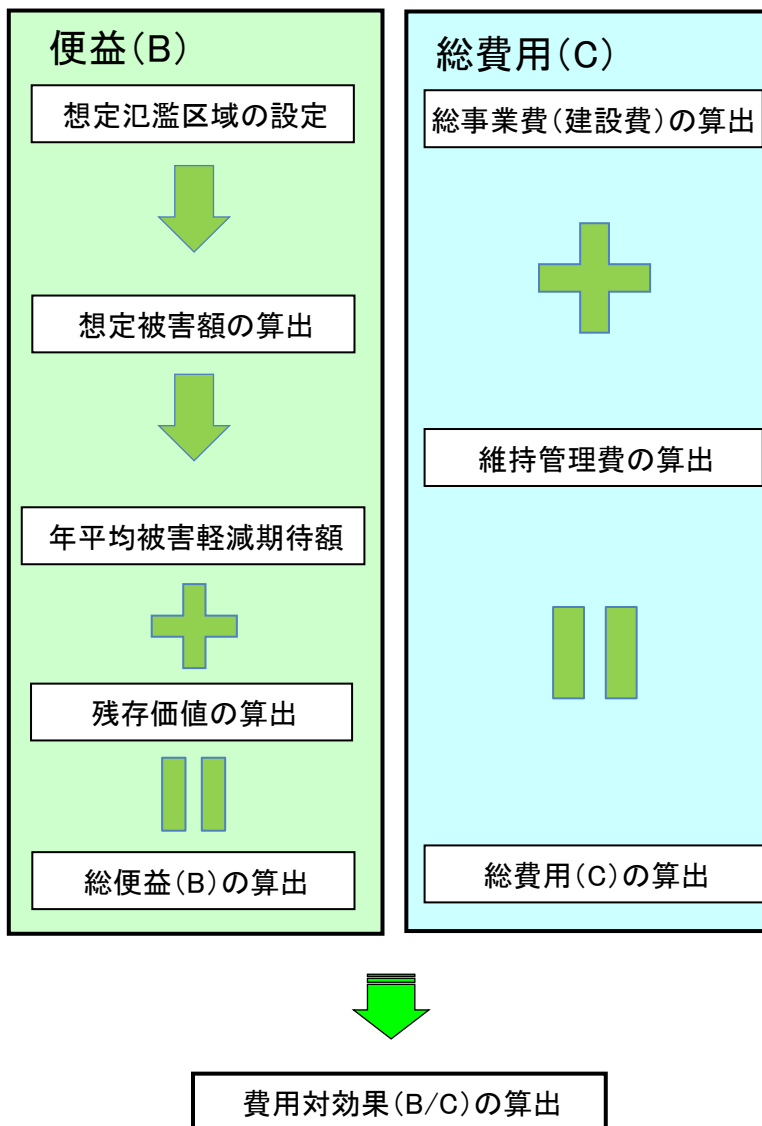 便益(B)
想定氾濫区域の設定
想定被害額の算出
年平均被害軽減期待額
残存価値の算出
総便益(B)の算出
総費用(C)
総事業費(建設費)の算出
維持管理費の算出
総費用(C)の算出
費用対効果(B/C)の算出